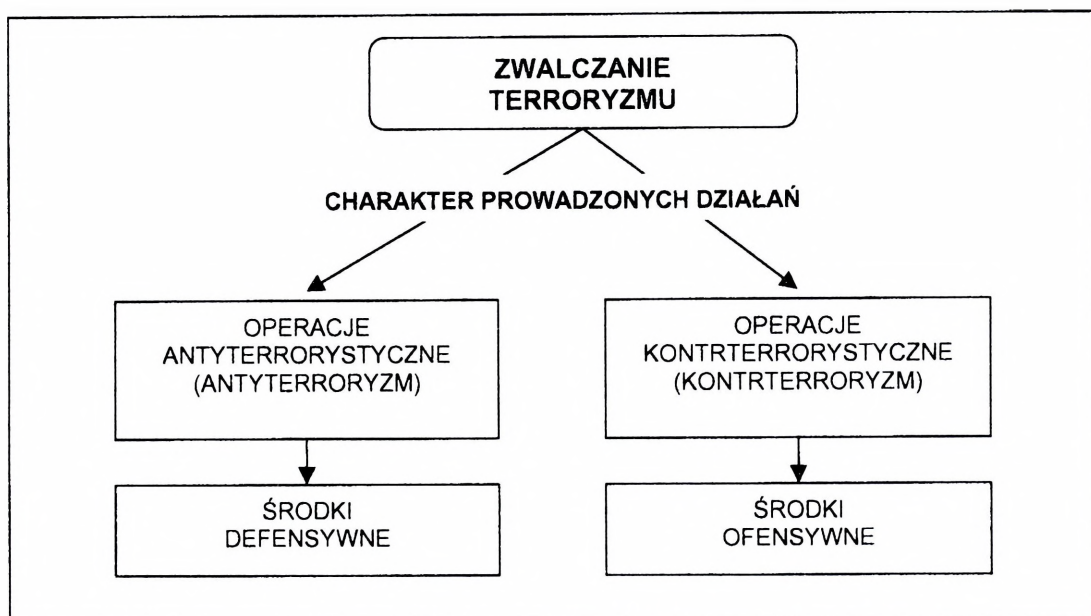 ZWALCZANIE
TERRORYZMU
CHARAKTER PROWADZONYCH DZIAŁAŃ
OPERACJE
ANTYTERRORYSTYCZNE
(ANTYTERRORYZM)
OPERACJE
KONTRTERRORYSTYCZNE
(KONTRTERRORYZM)
ŚRODKI
DEFENSYWNE
ŚRODKI
OFENSYWNE